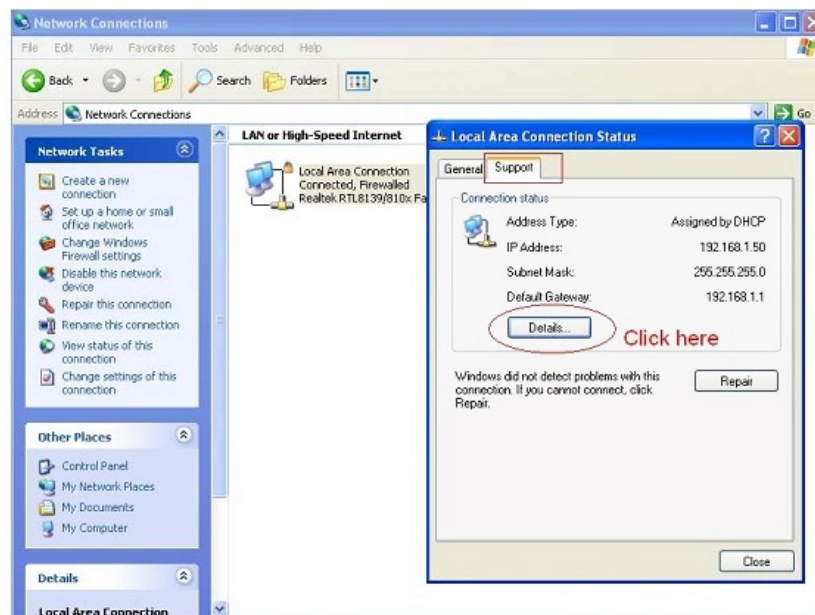 Network Connections
File Edit View Favorites Tools Advanced Help
Back Search Folders
Address Network Connections Go
Network Tasks
Create a new
connection
Set up a home or small
office network
Change Windows
Firewall settings
Disable this network
device
Repair this connection
Rename this connection
View status of this
connection
Change settings of this
connection
Other Places
Control Panel
My Network Places
My Documents
My Computer
Details
Local Area Connection
LAN or High-Speed Internet
Local Area Connection
Connected, Firewalled
Realtek RTL8139/810x Fa
Local Area Connection Status
General Support
Connection status
Address Type: Assigned by DHCP
IP Address: 192.168.1.50
Subnet Mask: 255.255.255.0
Default Gateway: 192.168.1.1
Details...
Click here
Windows did not detect problems with this
connection. If you cannot connect, click
Repair.
Repair
Close